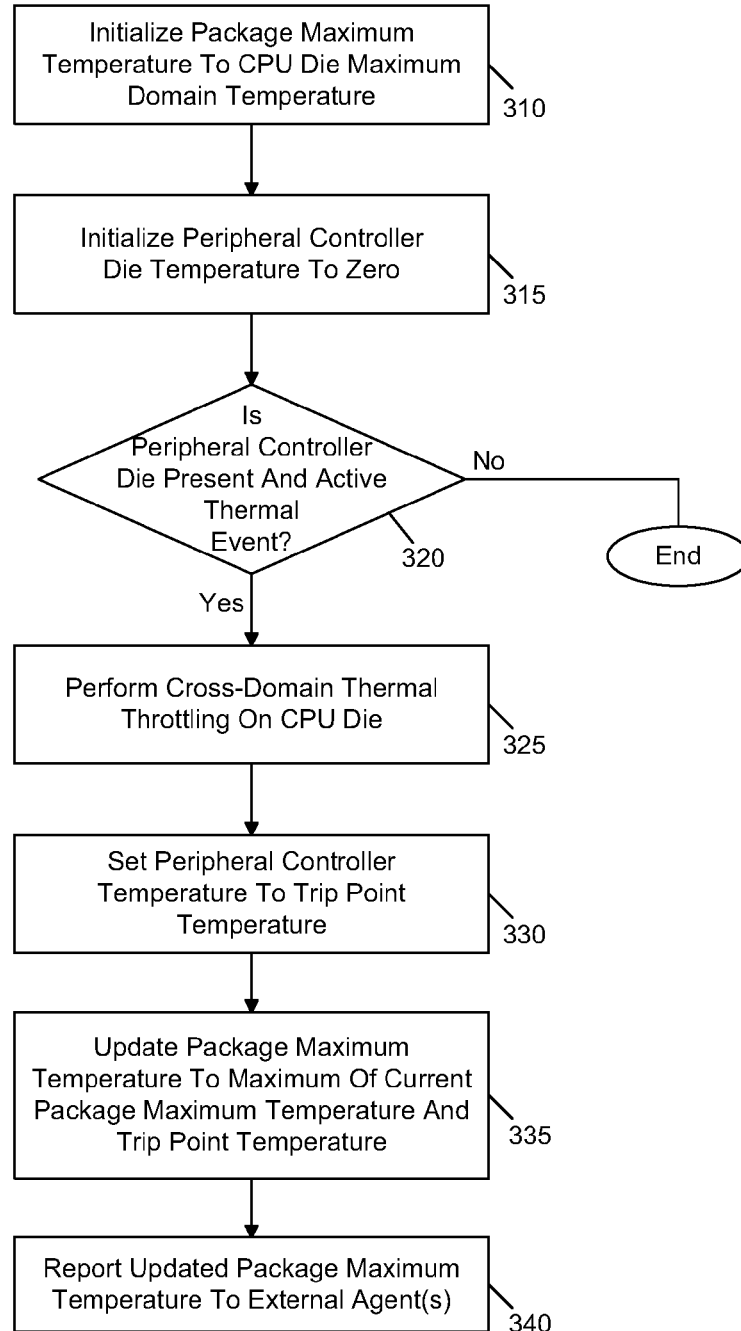 Initialize Package Maximum
Temperature To CPU Die Maximum
Domain Temperature
310
Initialize Peripheral Controller
Die Temperature To Zero
315
Is
Peripheral Controller
Die Present And Active
Thermal
Event?
320
No
End
Yes
Perform Cross-Domain Thermal
Throttling On CPU Die
325
Set Peripheral Controller
Temperature To Trip Point
Temperature
330
Update Package Maximum
Temperature To Maximum Of Current
Package Maximum Temperature And
Trip Point Temperature
335
Report Updated Package Maximum
Temperature To External Agent(s)
340